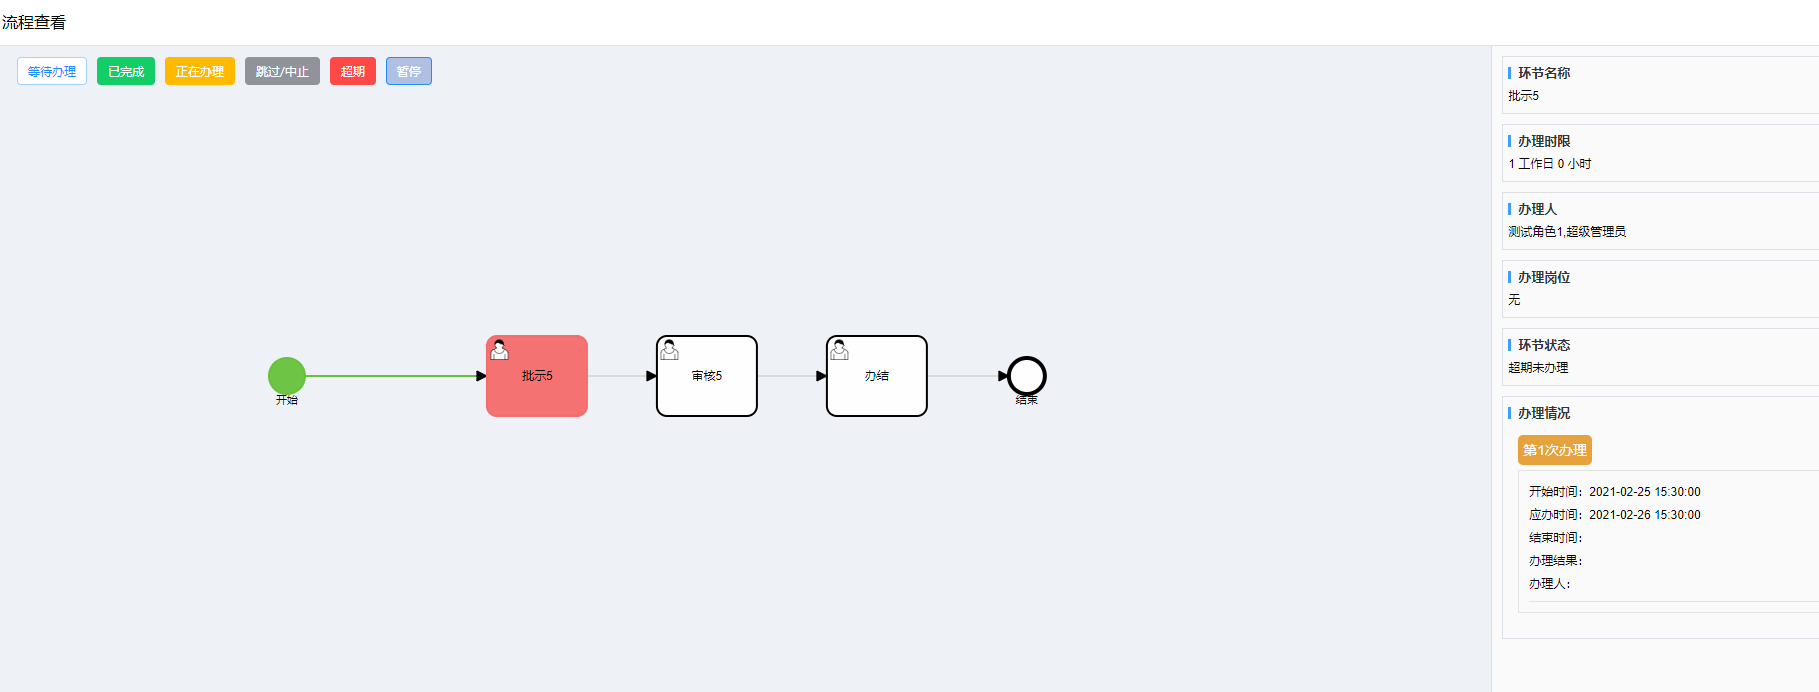 流程查看
等待办理
已完成
正在办理
跳过/中止
超期
暂停
开始
批示5
审核5
办结
结束
环节名称
批示5
办理时限
1 工作日 0 小时
办理人
测试角色1,超级管理员
办理岗位
无
环节状态
超期未办理
办理情况
第1次办理
开始时间：2021-02-25 15:30:00
应办时间：2021-02-26 15:30:00
结束时间：
办理结果：
办理人：